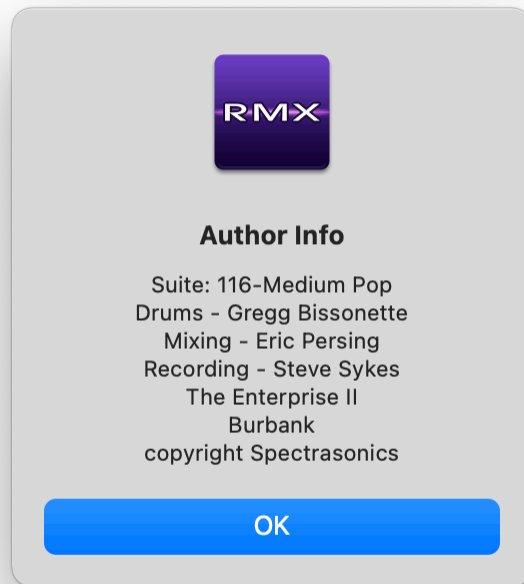 RMX
Author Info
Suite: 116-Medium Pop
Drums - Gregg Bissonette
Mixing - Eric Persing
Recording - Steve Sykes
The Enterprise II
Burbank
copyright Spectrasonics
OK